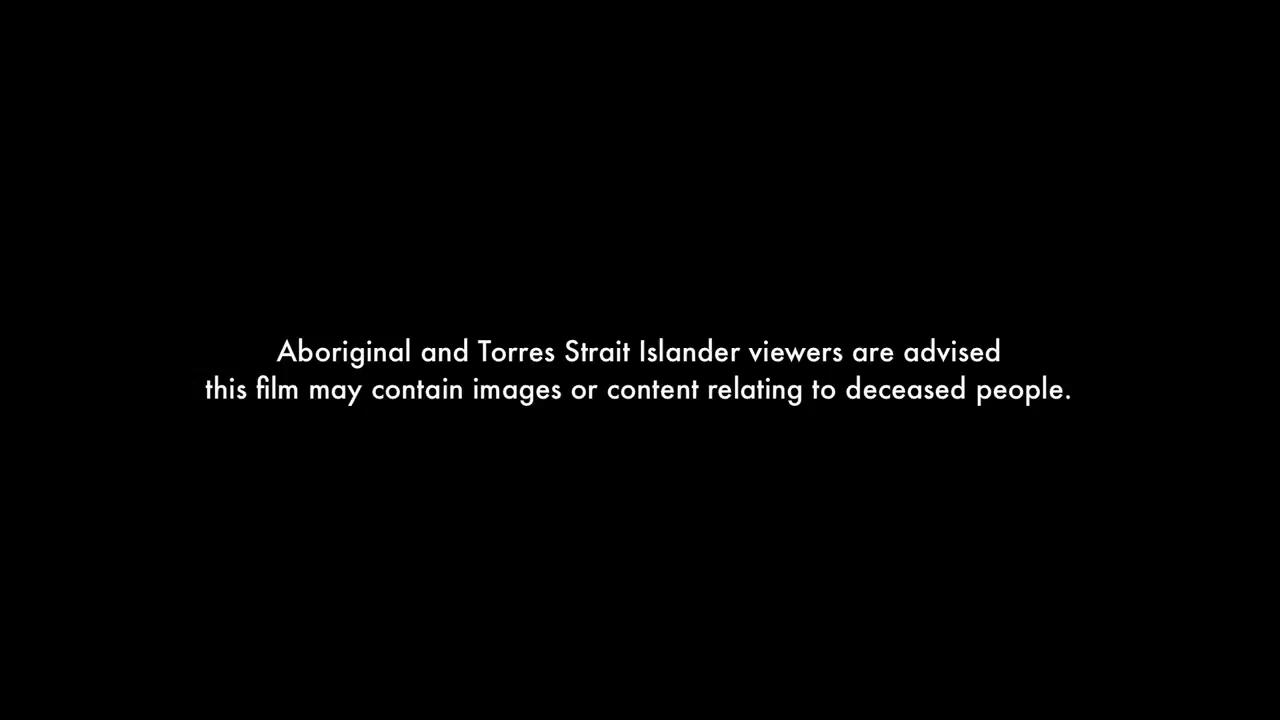 Aboriginal and Torres Strait Islander viewers are advised
this film may contain images or content relating to deceased people.